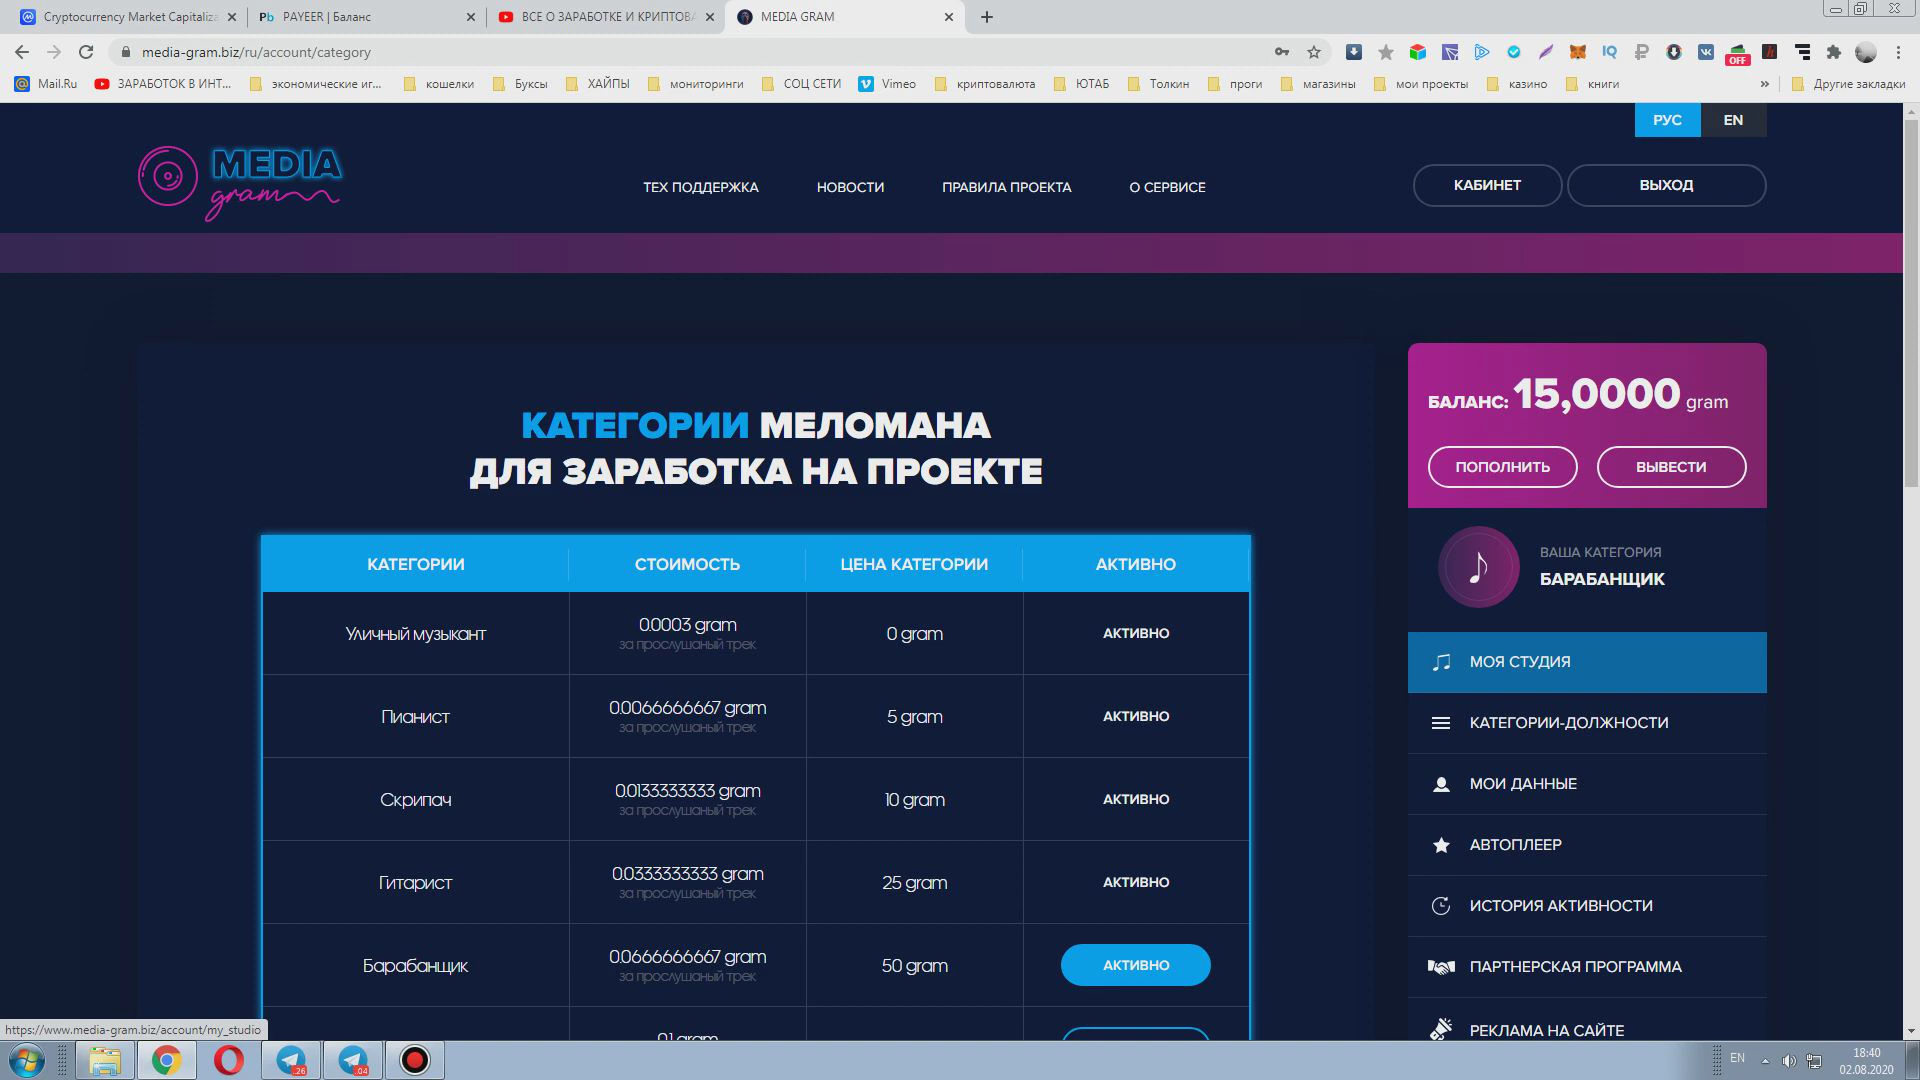 Cryptocurrency Market Capitaliza
PAYEER | Баланс
ВСЕ О ЗАРАБОТКЕ И КРИПТОВА
MEDIA GRAM
media-gram.biz/ru/account/category
OFF
Mail.Ru
ЗАРАБОТОК В ИНТ...
экономические иг...
кошелки
Буксы
ХАЙПЫ
мониторинги
СОЦ СЕТИ
Vimeo
криптовалюта
ЮТАБ
Толкин
проги
магазины
мои проекты
казино
книги
»
Другие закладки
РУС
EN
MEDIA
gram
ТЕХ ПОДДЕРЖКА
НОВОСТИ
ПРАВИЛА ПРОЕКТА
О СЕРВИСЕ
КАБИНЕТ
ВЫХОД
КАТЕГОРИИ МЕЛОМАНА
ДЛЯ ЗАРАБОТКА НА ПРОЕКТЕ
КАТЕГОРИИ
СТОИМОСТЬ
ЦЕНА КАТЕГОРИИ
АКТИВНО
Уличный музыкант
0.0003 gram
за прослушаный трек
0 gram
АКТИВНО
Пианист
0.0066666667 gram
за прослушаный трек
5 gram
АКТИВНО
Скрипач
0.0133333333 gram
за прослушаный трек
10 gram
АКТИВНО
Гитарист
0.0333333333 gram
за прослушаный трек
25 gram
АКТИВНО
Барабанщик
0.0666666667 gram
за прослушаный трек
50 gram
АКТИВНО
0.1 gram
БАЛАНС: 15,0000 gram
ПОПОЛНИТЬ
ВЫВЕСТИ
ВАША КАТЕГОРИЯ
БАРАБАНЩИК
МОЯ СТУДИЯ
КАТЕГОРИИ-ДОЛЖНОСТИ
МОИ ДАННЫЕ
АВТОПЛЕЕР
ИСТОРИЯ АКТИВНОСТИ
ПАРТНЕРСКАЯ ПРОГРАММА
РЕКЛАМА НА САЙТЕ
https://www.media-gram.biz/account/my_studio
EN
18:40
02.08.2020